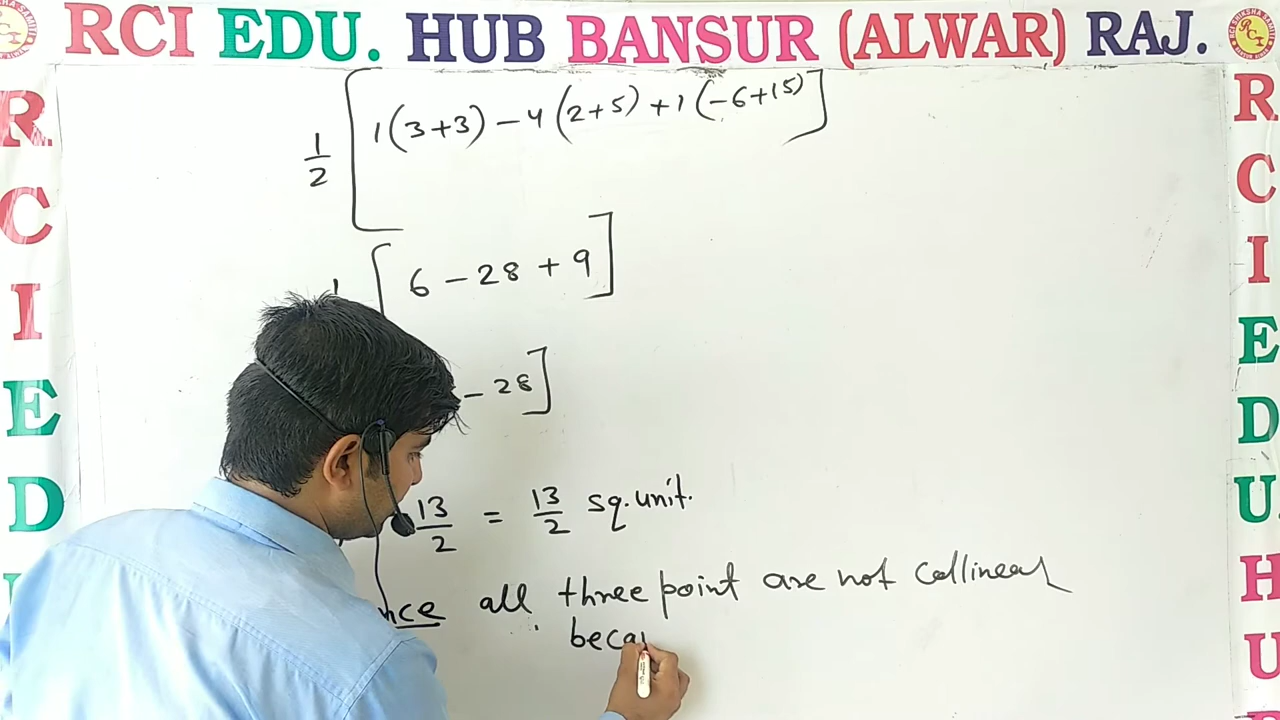 RCI EDU. HUB BANSUR (ALWAR) RAJ.
1/2 [1(3+3) - 4(2+5) + 1(-6+15)]
[6 - 28 + 9]
- 28]
13/2 = 13/2 sq. unit.
nce all three point are not collinear
beca
R
C
I
E
D
R
C
I
E
D
U.
H
U